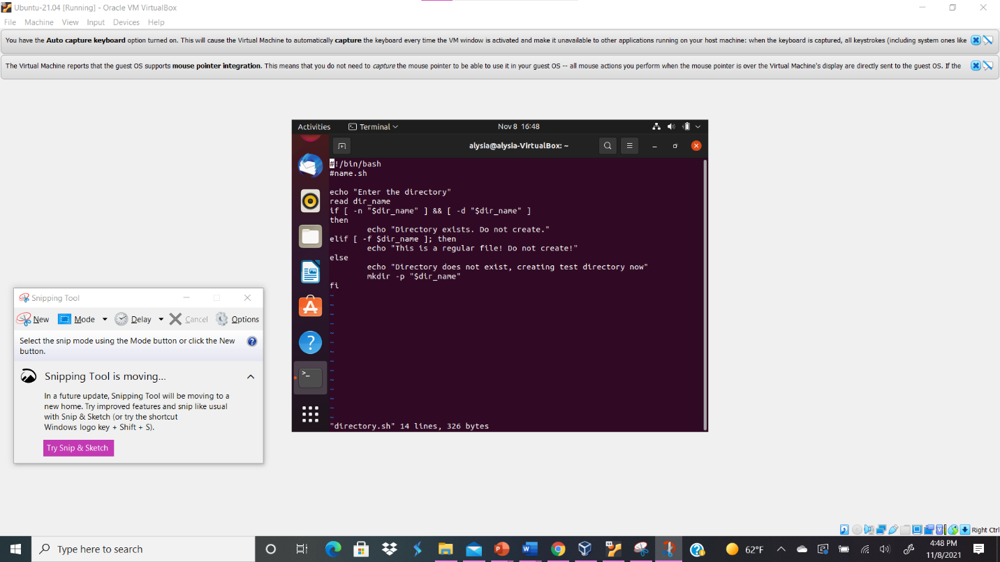 Ubuntu-21.04 [Running] - Oracle VM VirtualBox
File Machine View Input Devices Help
You have the Auto capture keyboard option turned on. This will cause the Virtual Machine to automatically capture the keyboard every time the VM window is activated and make it unavailable to other applications running on your host machine: when the keyboard is captured, all keystrokes (including system ones like
The Virtual Machine reports that the guest OS supports mouse pointer integration. This means that you do not need to capture the mouse pointer to be able to use it in your guest OS -- all mouse actions you perform when the mouse pointer is over the Virtual Machine's display are directly sent to the guest OS. If the
Activities Terminal Nov 8 16:48
alysia@alysia-VirtualBox: ~
#!/bin/bash
#name.sh
echo "Enter the directory"
read dir_name
if [ -n "$dir_name" ] && [ -d "$dir_name" ]
then
echo "Directory exists. Do not create."
elif [ -f $dir_name ]; then
echo "This is a regular file! Do not create!"
else
echo "Directory does not exist, creating test directory now"
mkdir -p "$dir_name"
fi
~
~
~
~
~
~
~
~
~
~
~
~
~
~
"directory.sh" 14 lines, 326 bytes
Snipping Tool
New Mode Delay Cancel Options
Select the snip mode using the Mode button or click the New
button.
Snipping Tool is moving...
In a future update, Snipping Tool will be moving to a
new home. Try improved features and snip like usual
with Snip & Sketch (or try the shortcut
Windows logo key + Shift + S).
Try Snip & Sketch
Right Ctrl
Type here to search
62°F
4:48 PM
11/8/2021